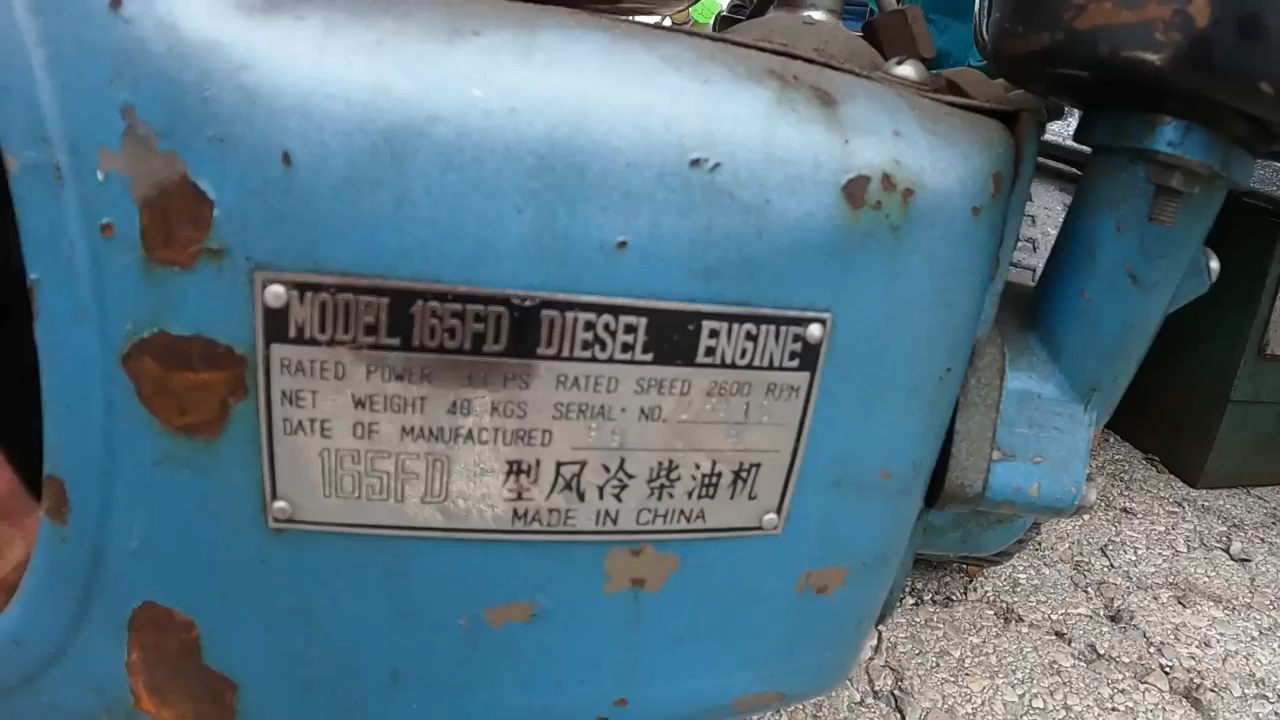 MODEL 165FD DIESEL ENGINE
RATED POWER PS RATED SPEED 2600 RPM
NET WEIGHT KGS SERIAL NO. 1
DATE OF MANUFACTURED
165FD 型风冷柴油机
MADE IN CHINA